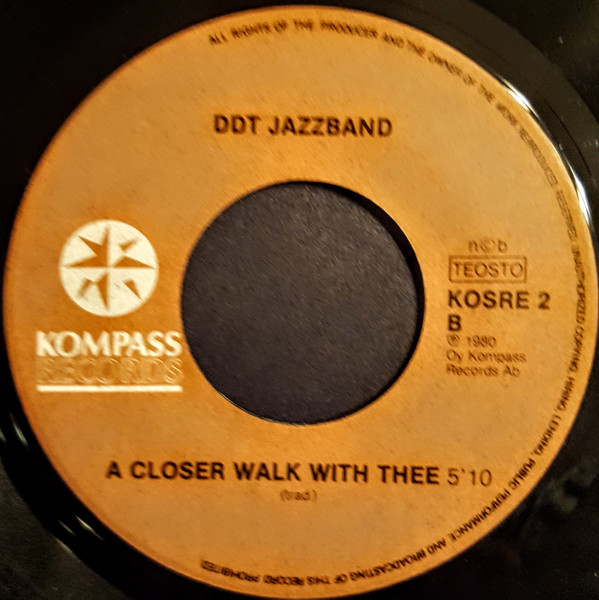 ALL RIGHTS OF THE PRODUCER AND THE OWNER OF THE WORK REPRODUCED RESERVED. UNAUTHORIZED COPYING, HIRING, LENDING, PUBLIC PERFORMANCE, AND BROADCASTING OF THIS RECORD PROHIBITED
DDT JAZZBAND
n©b
TEOSTO
KOSRE 2
B
℗ 1980
Oy Kompass
Records Ab
KOMPASS
RECORDS
A CLOSER WALK WITH THEE 5'10
(trad.)